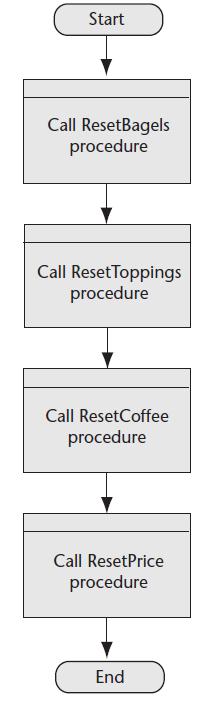 Start
Call ResetBagels
procedure
Call ResetToppings
procedure
Call ResetCoffee
procedure
Call ResetPrice
procedure
End